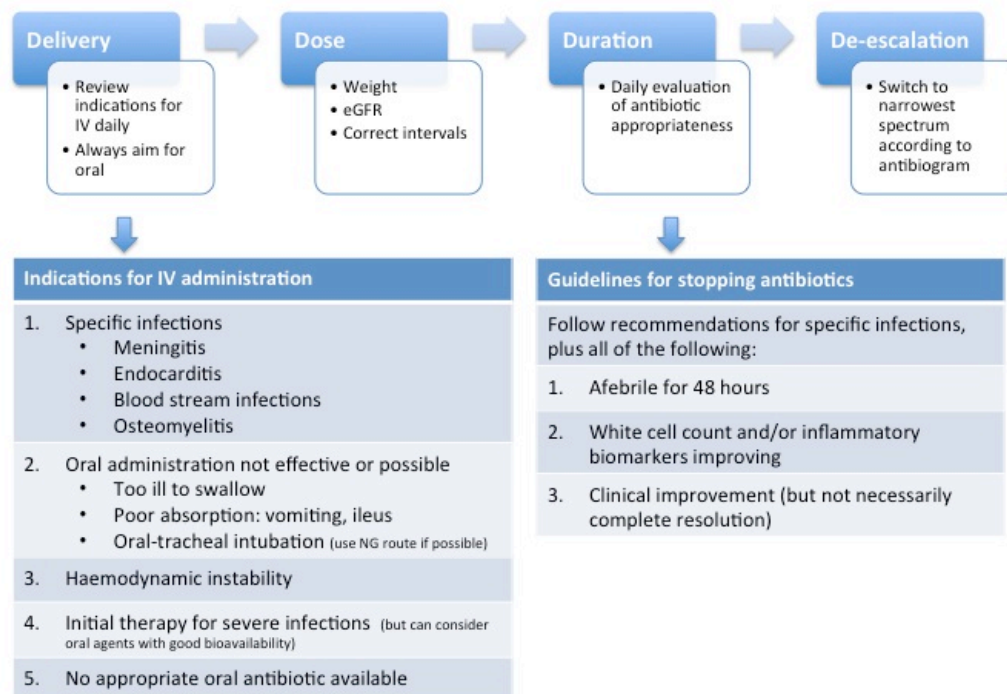 Delivery
• Review
indications for
IV daily
• Always aim for
oral
Dose
• Weight
• eGFR
• Correct intervals
Duration
• Daily evaluation
of antibiotic
appropriateness
De-escalation
• Switch to
narrowest
spectrum
according to
antibiogram
Indications for IV administration
1. Specific infections
• Meningitis
• Endocarditis
• Blood stream infections
• Osteomyelitis
2. Oral administration not effective or possible
• Too ill to swallow
• Poor absorption: vomiting, ileus
• Oral-tracheal intubation (use NG route if possible)
3. Haemodynamic instability
4. Initial therapy for severe infections (but can consider
oral agents with good bioavailability)
5. No appropriate oral antibiotic available
Guidelines for stopping antibiotics
Follow recommendations for specific infections,
plus all of the following:
1. Afebrile for 48 hours
2. White cell count and/or inflammatory
biomarkers improving
3. Clinical improvement (but not necessarily
complete resolution)